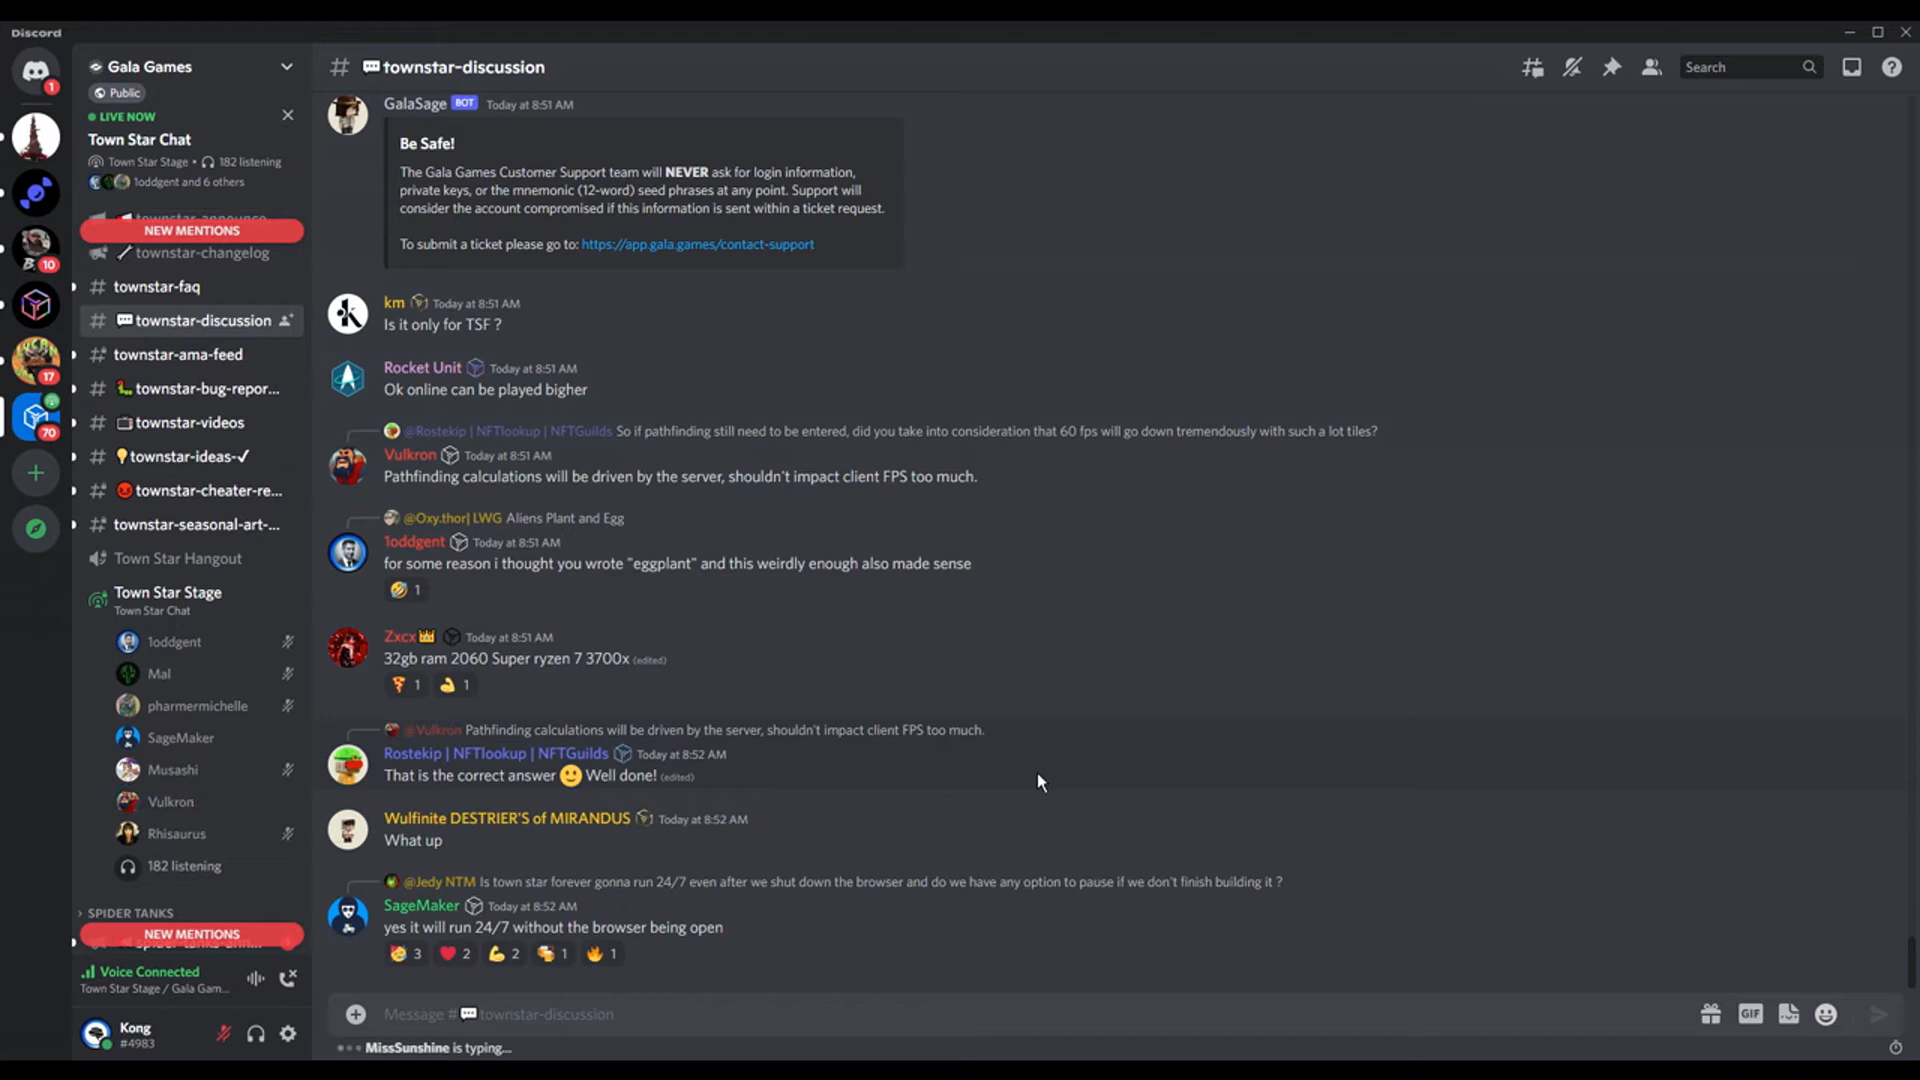 Discord
1
10
17
70
Gala Games
Public
LIVE NOW
Town Star Chat
Town Star Stage • 182 listening
1oddgent and 6 others
NEW MENTIONS
townstar-changelog
townstar-faq
townstar-discussion
townstar-ama-feed
townstar-bug-repor...
townstar-videos
townstar-ideas-✓
townstar-cheater-re...
townstar-seasonal-art-...
Town Star Hangout
Town Star Stage
Town Star Chat
1oddgent
Mal
pharmermichelle
SageMaker
Musashi
Vulkron
Rhisaurus
182 listening
SPIDER TANKS
NEW MENTIONS
Voice Connected
Town Star Stage / Gala Gam...
Kong
#4983
# townstar-discussion
Search
GalaSage BOT Today at 8:51 AM
Be Safe!
The Gala Games Customer Support team will NEVER ask for login information,
private keys, or the mnemonic (12-word) seed phrases at any point. Support will
consider the account compromised if this information is sent within a ticket request.
To submit a ticket please go to: https://app.gala.games/contact-support
km Today at 8:51 AM
Is it only for TSF ?
Rocket Unit Today at 8:51 AM
Ok online can be played bigher
@Rostekip | NFTlookup | NFTGuilds So if pathfinding still need to be entered, did you take into consideration that 60 fps will go down tremendously with such a lot tiles?
Vulkron Today at 8:51 AM
Pathfinding calculations will be driven by the server, shouldn't impact client FPS too much.
@Oxy.thor| LWG Aliens Plant and Egg
1oddgent Today at 8:51 AM
for some reason i thought you wrote "eggplant" and this weirdly enough also made sense
🤣 1
Zxcx👑 Today at 8:51 AM
32gb ram 2060 Super ryzen 7 3700x (edited)
🍕 1 💪 1
@Vulkron Pathfinding calculations will be driven by the server, shouldn't impact client FPS too much.
Rostekip | NFTlookup | NFTGuilds Today at 8:52 AM
That is the correct answer 🙂 Well done! (edited)
Wulfinite DESTRIER'S of MIRANDUS Today at 8:52 AM
What up
@Jedy NTM Is town star forever gonna run 24/7 even after we shut down the browser and do we have any option to pause if we don't finish building it ?
SageMaker Today at 8:52 AM
yes it will run 24/7 without the browser being open
🥳 3 ❤️ 2 💪 2 🍻 1 🔥 1
Message # townstar-discussion
GIF
MissSunshine is typing...